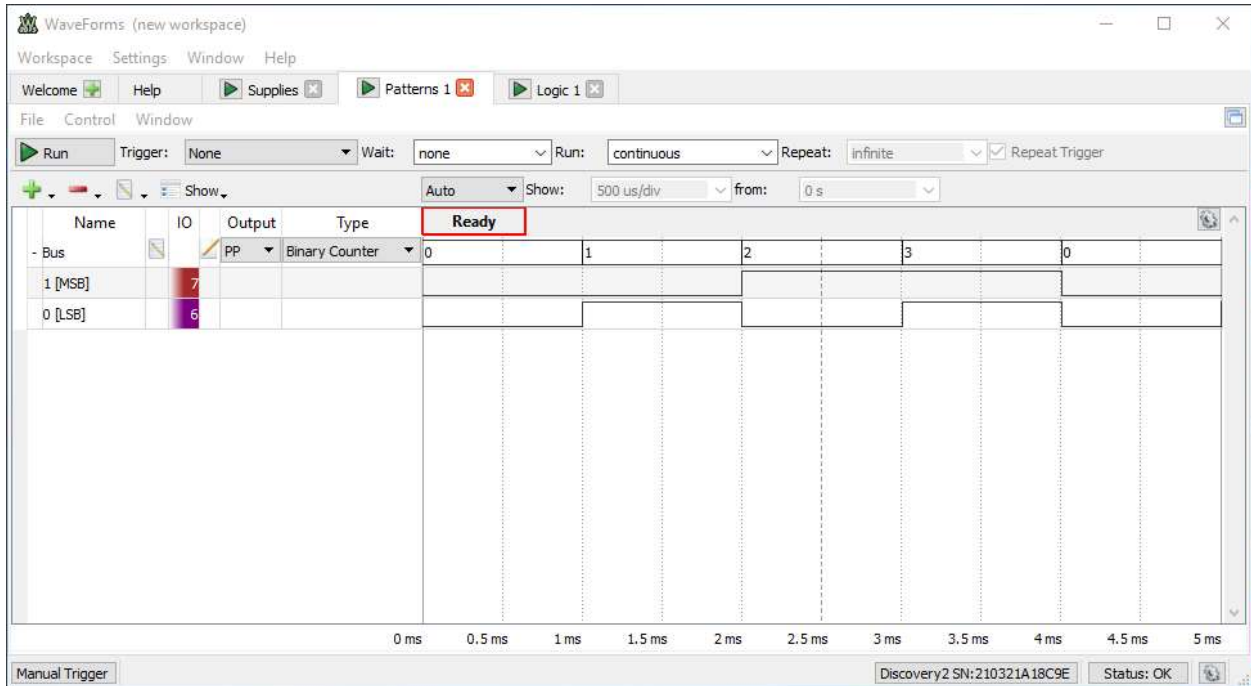 WaveForms (new workspace)
Workspace Settings Window Help
Welcome Help Supplies Patterns 1 Logic 1
File Control Window
Run Trigger: None Wait: none Run: continuous Repeat: infinite Repeat Trigger
Show Auto Show: 500 us/div from: 0 s
Name IO Output Type Ready
- Bus PP Binary Counter 0 1 2 3 0
1 [MSB] 7
0 [LSB] 6
0 ms 0.5 ms 1 ms 1.5 ms 2 ms 2.5 ms 3 ms 3.5 ms 4 ms 4.5 ms 5 ms
Manual Trigger Discovery2 SN:210321A18C9E Status: OK